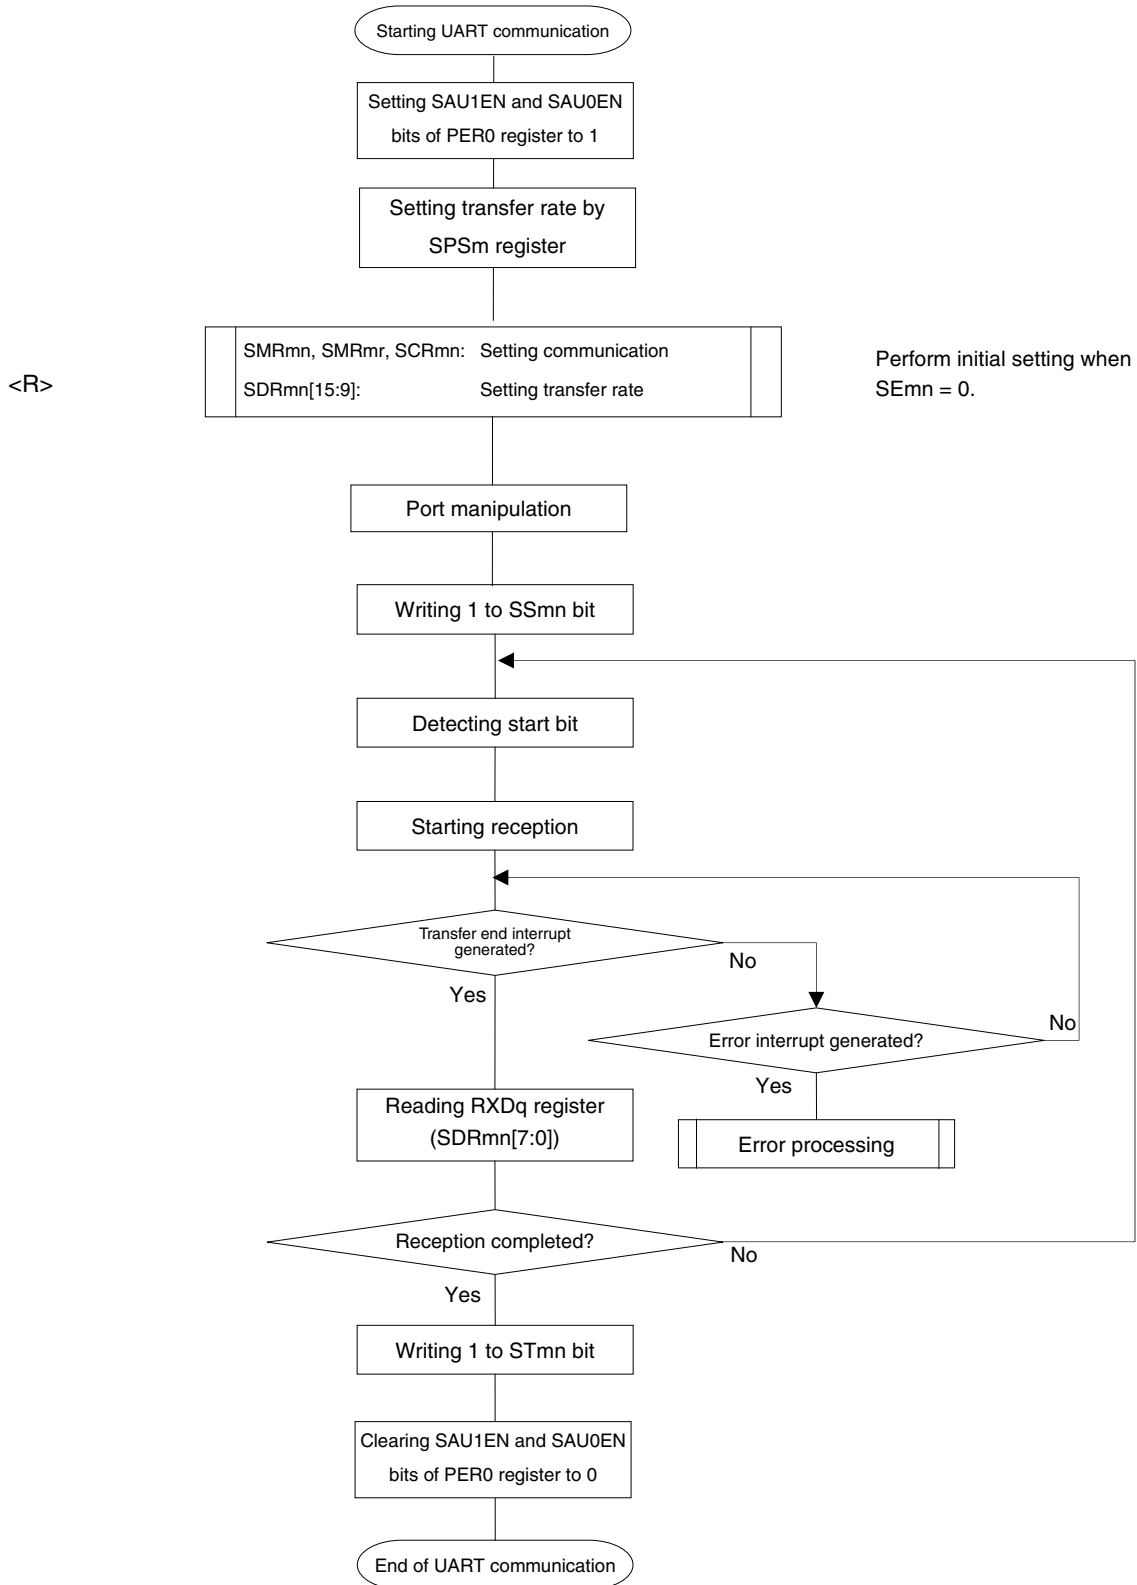 Starting UART communication
Setting SAU1EN and SAU0EN
bits of PER0 register to 1
Setting transfer rate by
SPSm register
<R>
SMRmn, SMRmr, SCRmn: Setting communication
SDRmn[15:9]: Setting transfer rate
Perform initial setting when
SEmn = 0.
Port manipulation
Writing 1 to SSmn bit
Detecting start bit
Starting reception
Transfer end interrupt
generated?
No
Yes
Error interrupt generated?
No
Yes
Reading RXDq register
(SDRmn[7:0])
Error processing
Reception completed?
No
Yes
Writing 1 to STmn bit
Clearing SAU1EN and SAU0EN
bits of PER0 register to 0
End of UART communication